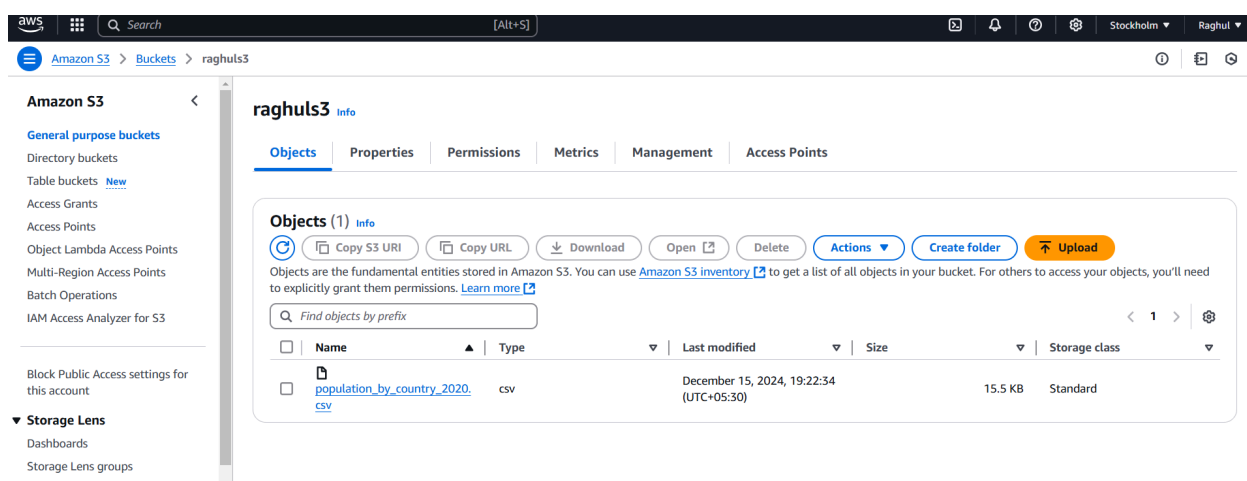 aws
Search [Alt+S] Stockholm ▼ Raghul ▼
Amazon S3 > Buckets > raghuls3
Amazon S3
General purpose buckets
Directory buckets
Table buckets New
Access Grants
Access Points
Object Lambda Access Points
Multi-Region Access Points
Batch Operations
IAM Access Analyzer for S3
Block Public Access settings for
this account
▼ Storage Lens
Dashboards
Storage Lens groups
raghuls3 Info
Objects Properties Permissions Metrics Management Access Points
Objects (1) Info
Copy S3 URI Copy URL Download Open Delete Actions ▼ Create folder Upload
Objects are the fundamental entities stored in Amazon S3. You can use Amazon S3 inventory to get a list of all objects in your bucket. For others to access your objects, you'll need
to explicitly grant them permissions. Learn more
Find objects by prefix < 1 >
Name ▲ Type Last modified Size Storage class
population_by_country_2020.
csv
csv
December 15, 2024, 19:22:34
(UTC+05:30)
15.5 KB
Standard